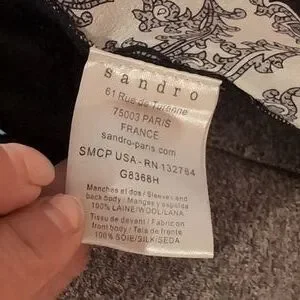 sandro
61 Rue de Turenne
75003 PARIS
FRANCE
sandro-paris.com
SMCP USA - RN 132764
G8368H
Manches et dos / Sleeves and
back body / Mangas y espalda
100% LAINE/WOOL/LANA
Tissu de devant / Fabric on
front body / Tela de frente
100% SOIE/SILK/SEDA